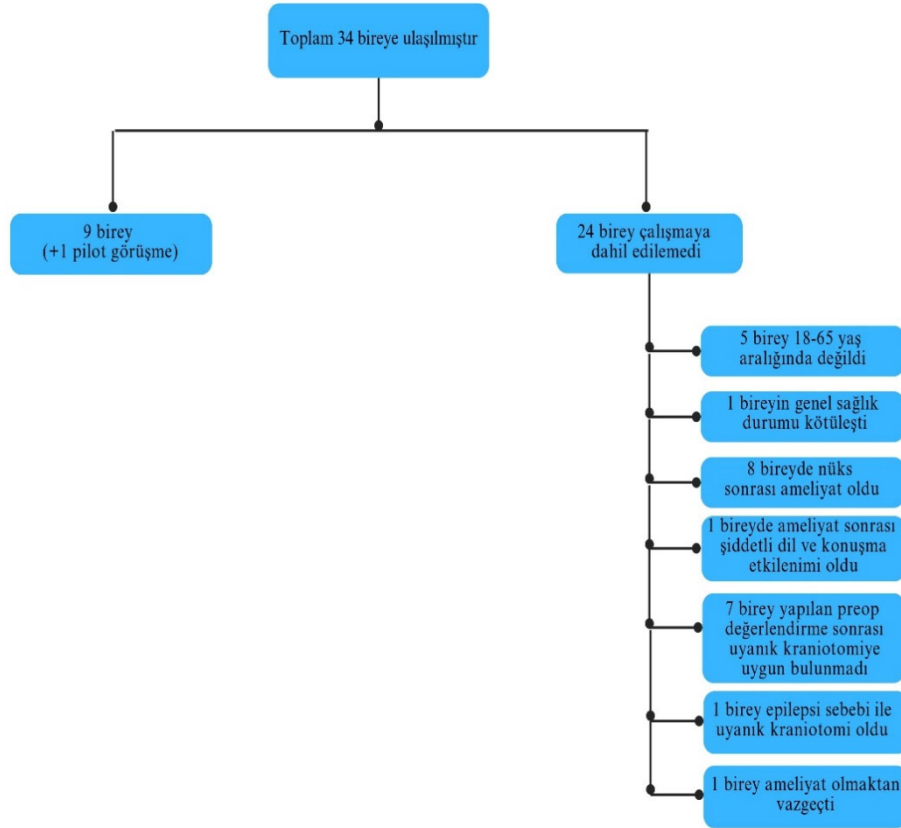 Toplam 34 bireye ulaşılmıştır
9 birey
(+1 pilot görüşme)
24 birey çalışmaya
dahil edilemedi
5 birey 18-65 yaş
aralığında değildi
1 bireyin genel sağlık
durumu kötüleşti
8 bireyde nüks
sonrası ameliyat oldu
1 bireyde ameliyat sonrası
şiddetli dil ve konuşma
etkilenimi oldu
7 birey yapılan preop
değerlendirme sonrası
uyanık kraniotomiye
uygun bulunmadı
1 birey epilepsi sebebi ile
uyanık kraniotomi oldu
1 birey ameliyat olmaktan
vazgeçti